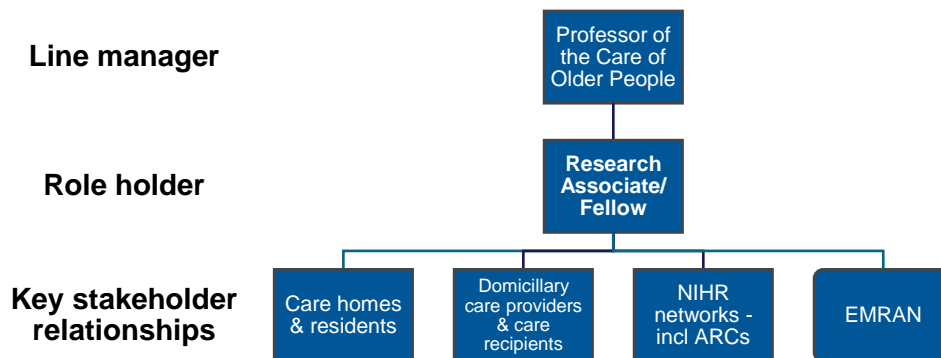 Line manager
Professor of
the Care of
Older People
Role holder
Research
Associate/
Fellow
Key stakeholder
relationships
Care homes
& residents
Domicillary
care providers
& care
recipients
NIHR
networks -
incl ARCs
EMRAN